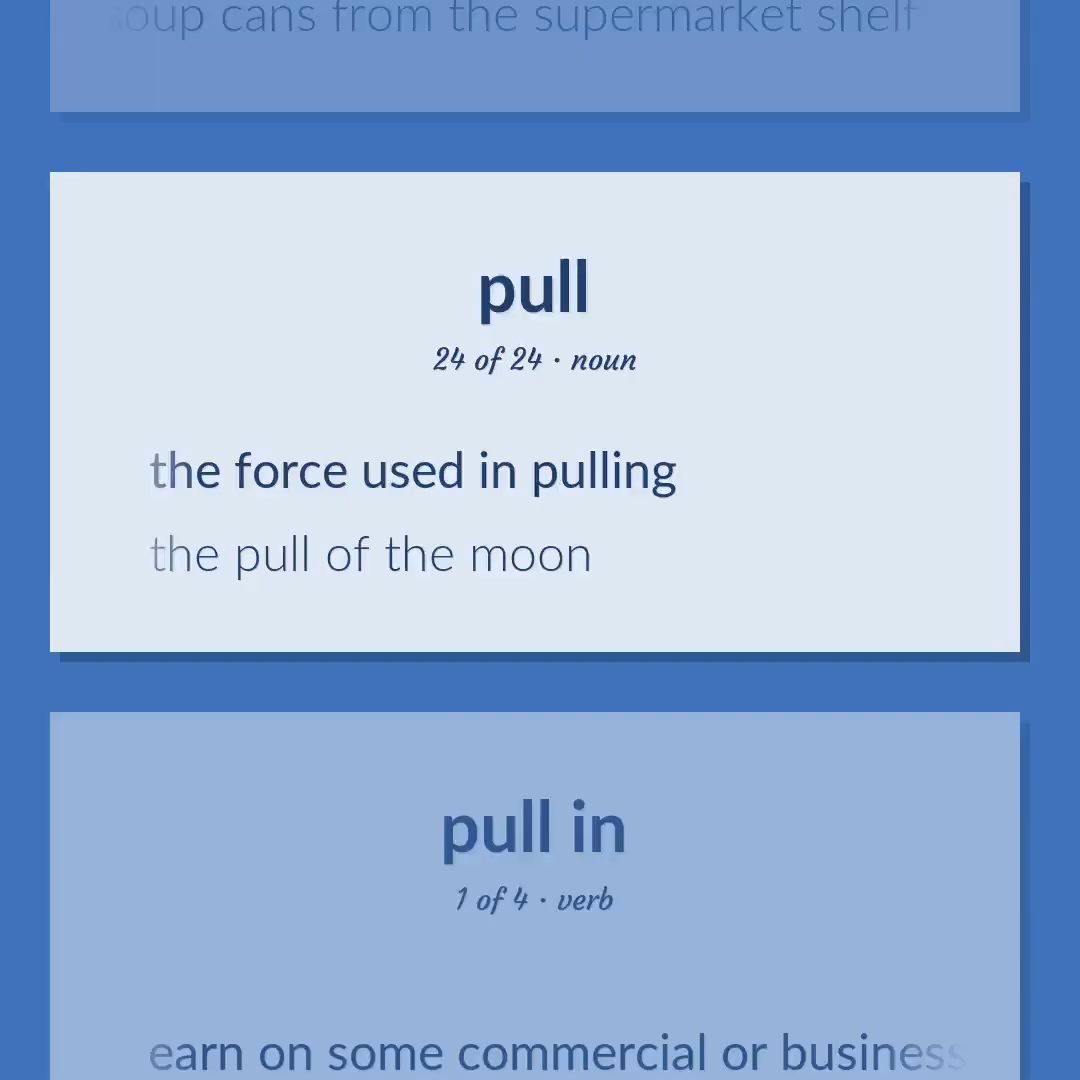 soup cans from the supermarket shelf
pull
24 of 24 · noun
the force used in pulling
the pull of the moon
pull in
1 of 4 · verb
earn on some commercial or business